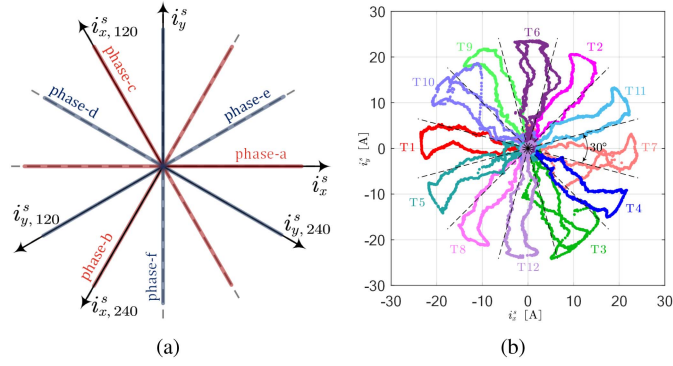 i_y^s
i_{x, 120}^s
phase-c
phase-d
phase-e
phase-a
i_x^s
i_{y, 120}^s
i_{y, 240}^s
phase-b
phase-f
i_{x, 240}^s
(a)
30
20
10
0
-10
-20
-30
i_y^s [A]
T9
T6
T2
T10
T11
T1
30°
T7
T5
T4
T8
T12
T3
-30 -20 -10 0 10 20 30
i_x^s [A]
(b)